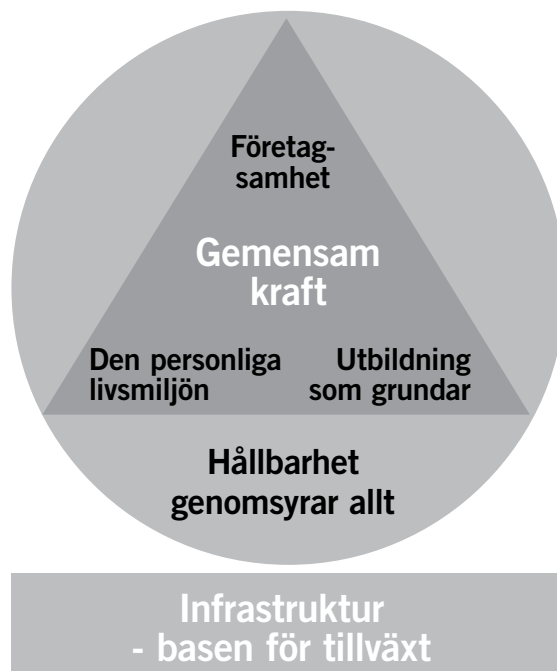 Företag-
samhet
Gemensam
kraft
Den personliga
livsmiljön
Utbildning
som grundar
Hållbarhet
genomsyrar allt
Infrastruktur
- basen för tillväxt